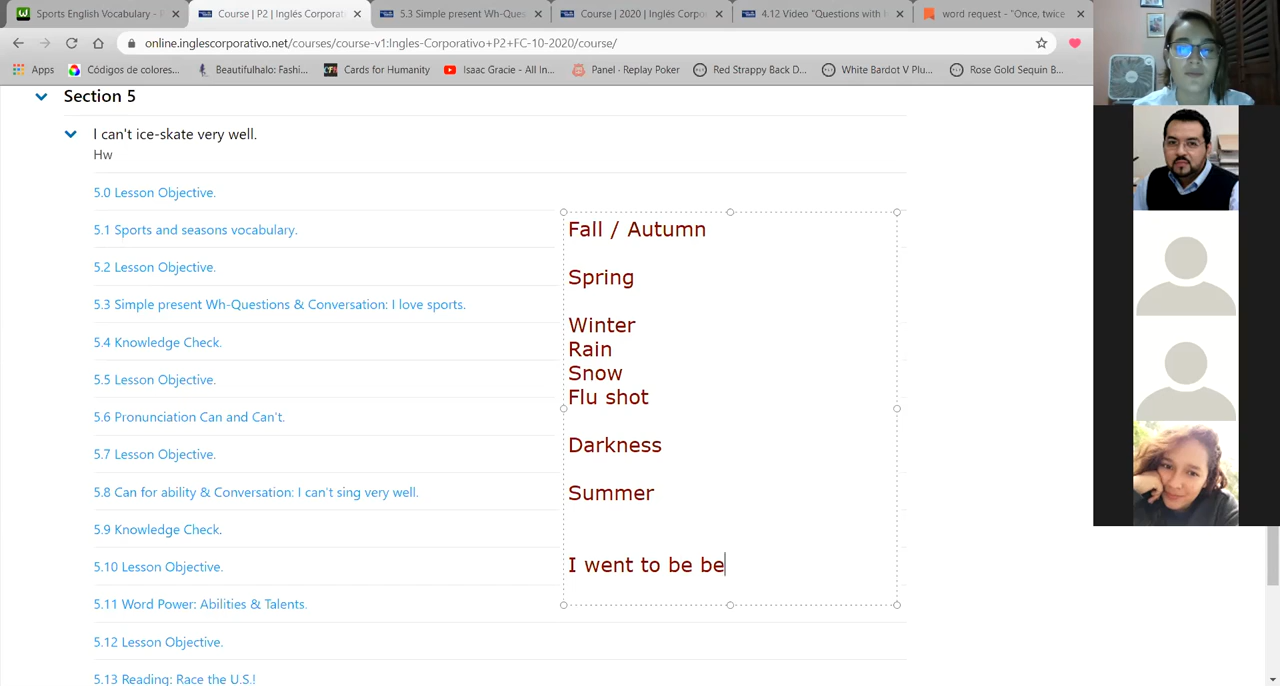 Sports English Vocabulary -
Course | P2 | Inglés Corporat
5.3 Simple present Wh-Ques
Course | 2020 | Inglés Corpo
4.12 Video "Questions with
word request - "Once, twice
online.inglescorporativo.net/courses/course-v1:Ingles-Corporativo+P2+FC-10-2020/course/
Apps
Códigos de colores...
Beautifulhalo: Fashi...
Cards for Humanity
Isaac Gracie - All In...
Panel · Replay Poker
Red Strappy Back D...
White Bardot V Plu...
Rose Gold Sequin B...
Section 5
I can't ice-skate very well.
Hw
5.0 Lesson Objective.
5.1 Sports and seasons vocabulary.
5.2 Lesson Objective.
5.3 Simple present Wh-Questions & Conversation: I love sports.
5.4 Knowledge Check.
5.5 Lesson Objective.
5.6 Pronunciation Can and Can't.
5.7 Lesson Objective.
5.8 Can for ability & Conversation: I can't sing very well.
5.9 Knowledge Check.
5.10 Lesson Objective.
5.11 Word Power: Abilities & Talents.
5.12 Lesson Objective.
5.13 Reading: Race the U.S.!
Fall / Autumn
Spring
Winter
Rain
Snow
Flu shot
Darkness
Summer
I went to be be